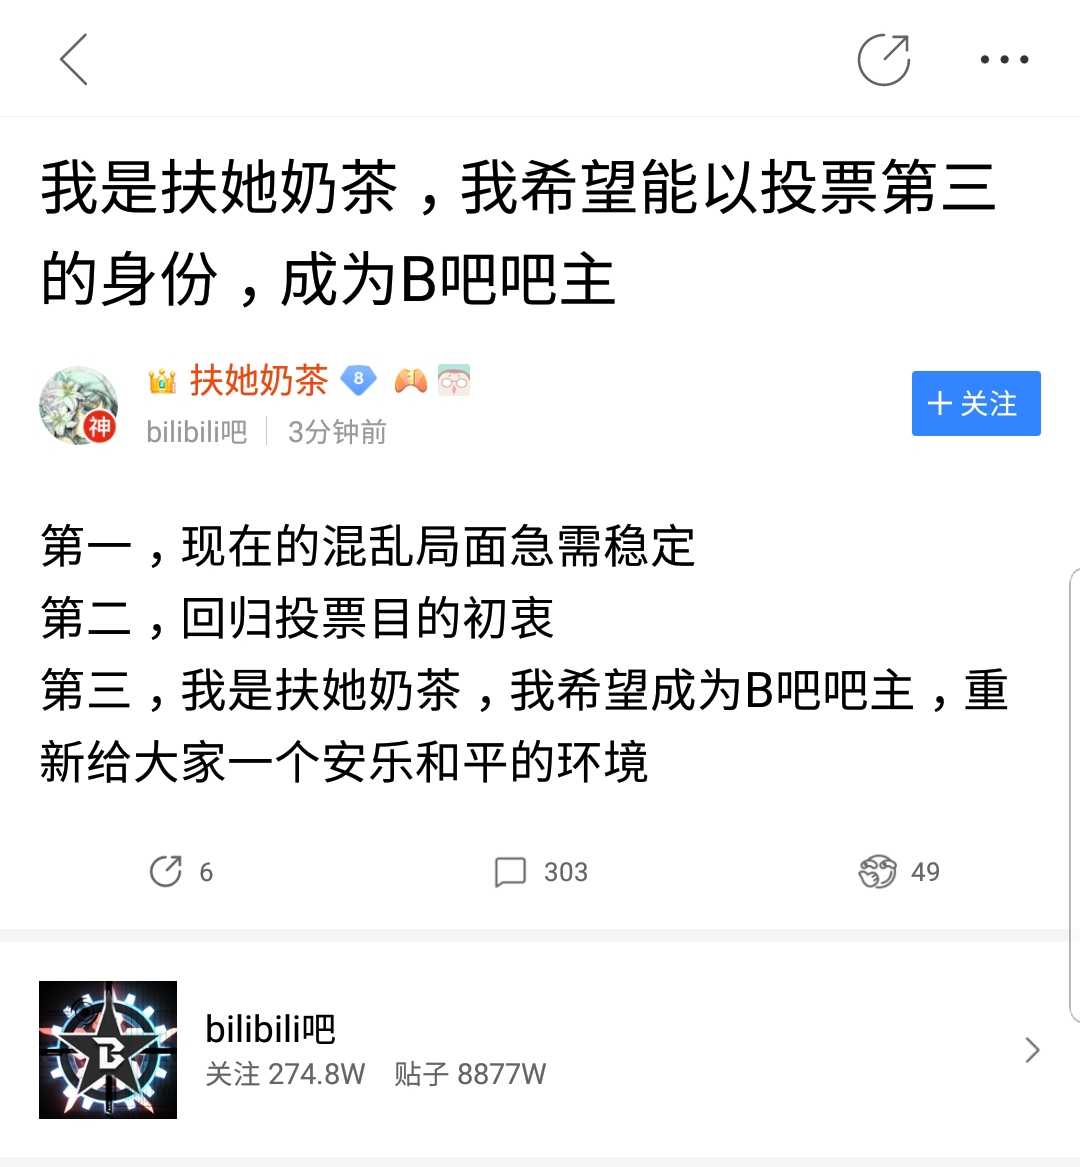 我是扶她奶茶，我希望能以投票第三
的身份，成为B吧吧主
扶她奶茶 8
神
bilibili吧 3分钟前
+ 关注
第一，现在的混乱局面急需稳定
第二，回归投票目的初衷
第三，我是扶她奶茶，我希望成为B吧吧主，重
新给大家一个安乐和平的环境
6 303 49
B
bilibili吧
关注 274.8W 贴子 8877W